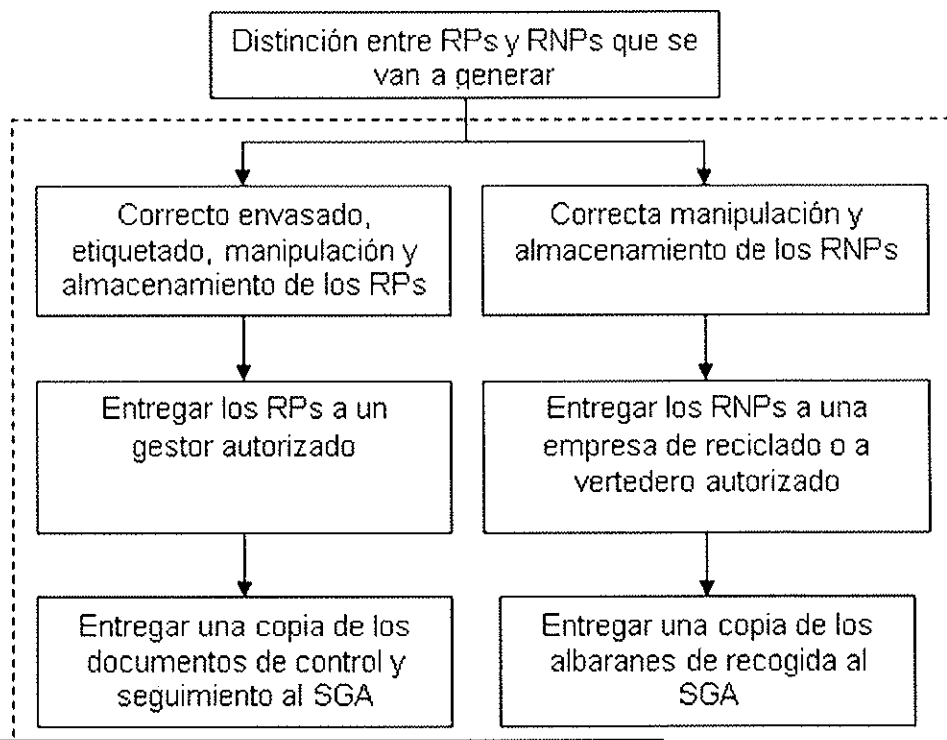 Distinción entre RPs y RNPs que se
van a generar
Correcto envasado,
etiquetado, manipulación y
almacenamiento de los RPs
Correcta manipulación y
almacenamiento de los RNPs
Entregar los RPs a un
gestor autorizado
Entregar los RNPs a una
empresa de reciclado o a
vertedero autorizado
Entregar una copia de los
documentos de control y
seguimiento al SGA
Entregar una copia de los
albaranes de recogida al
SGA